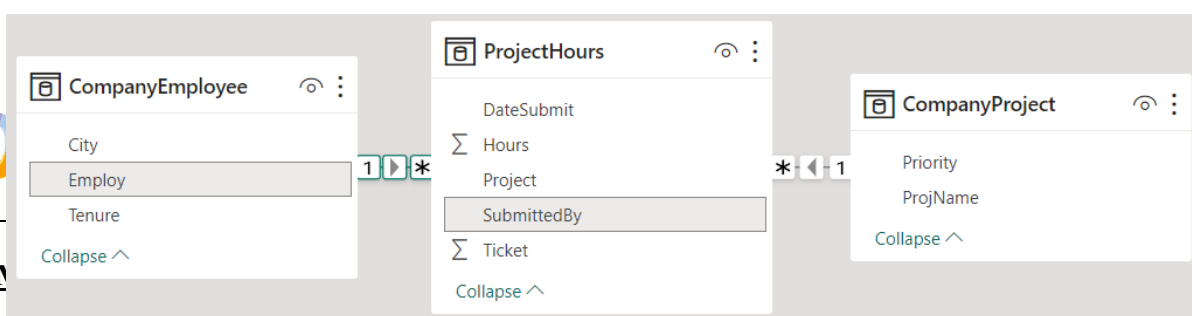 CompanyEmployee
City
Employ
Tenure
Collapse
1 *
ProjectHours
DateSubmit
∑ Hours
Project
SubmittedBy
∑ Ticket
Collapse
* 1
CompanyProject
Priority
ProjName
Collapse